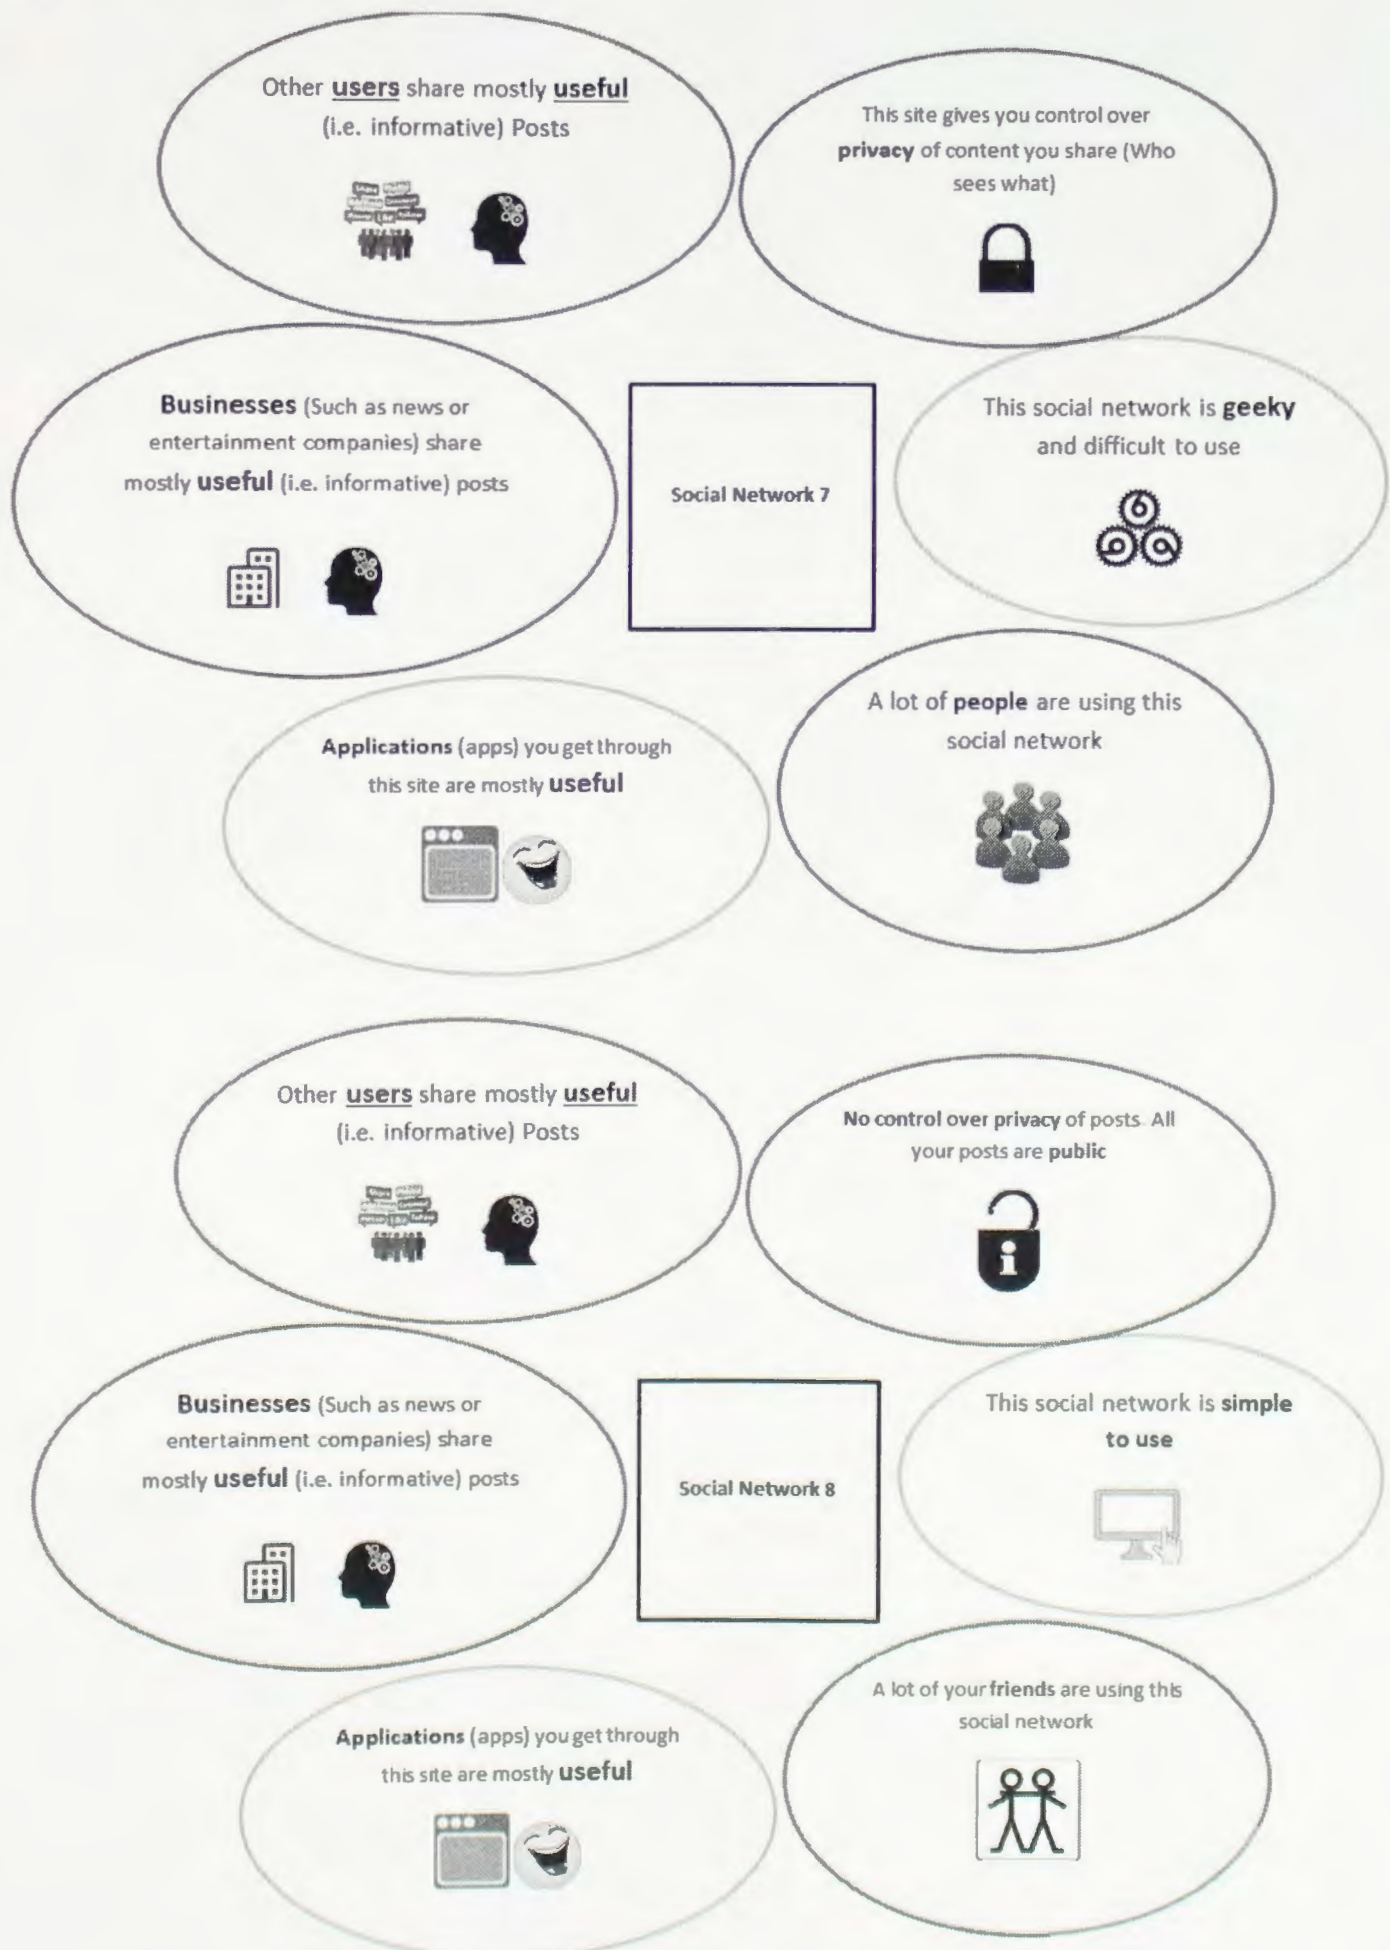 Other users share mostly useful
(i.e. informative) Posts
This site gives you control over
privacy of content you share (Who
sees what)
Businesses (Such as news or
entertainment companies) share
mostly useful (i.e. informative) posts
Social Network 7
This social network is geeky
and difficult to use
Applications (apps) you get through
this site are mostly useful
A lot of people are using this
social network
Other users share mostly useful
(i.e. informative) Posts
No control over privacy of posts. All
your posts are public
i
Businesses (Such as news or
entertainment companies) share
mostly useful (i.e. informative) posts
Social Network 8
This social network is simple
to use
Applications (apps) you get through
this site are mostly useful
A lot of your friends are using this
social network